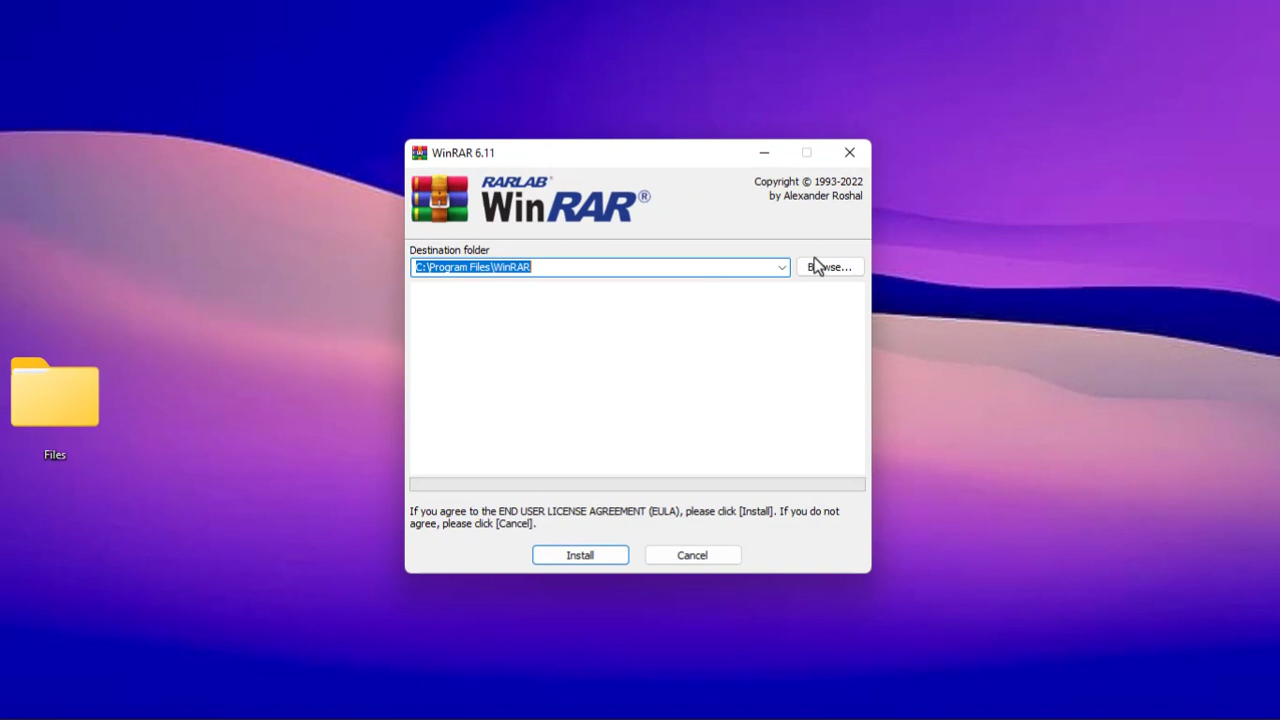 WinRAR 6.11
RARLAB®
WinRAR®
Copyright © 1993-2022
by Alexander Roshal
Destination folder
C:\Program Files\WinRAR
If you agree to the END USER LICENSE AGREEMENT (EULA), please click [Install]. If you do not
agree, please click [Cancel].
Install
Cancel
Files